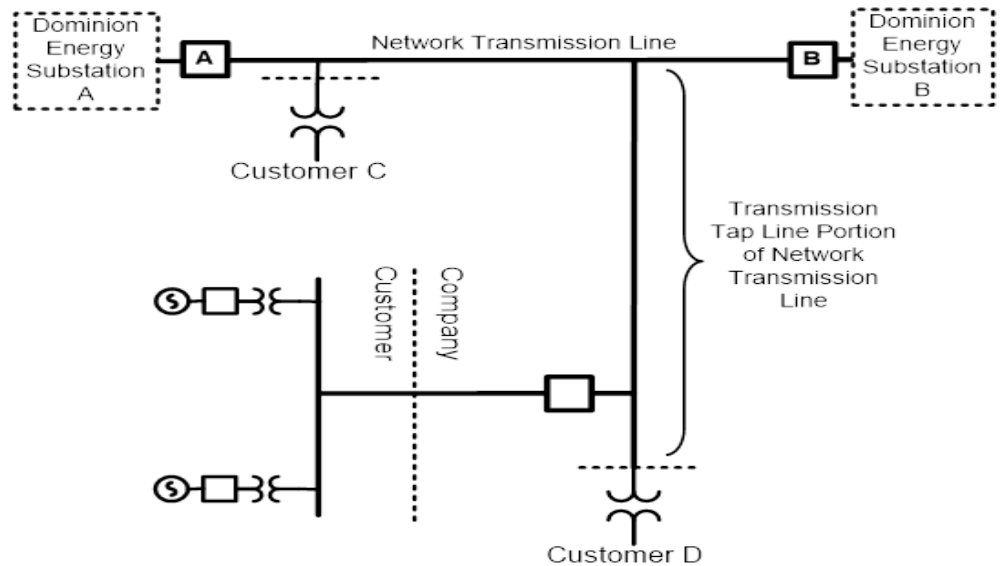 Dominion
Energy
Substation
A
A
Network Transmission Line
B
Dominion
Energy
Substation
B
Customer C
Transmission
Tap Line Portion
of Network
Transmission
Line
Customer
Company
S
S
Customer D